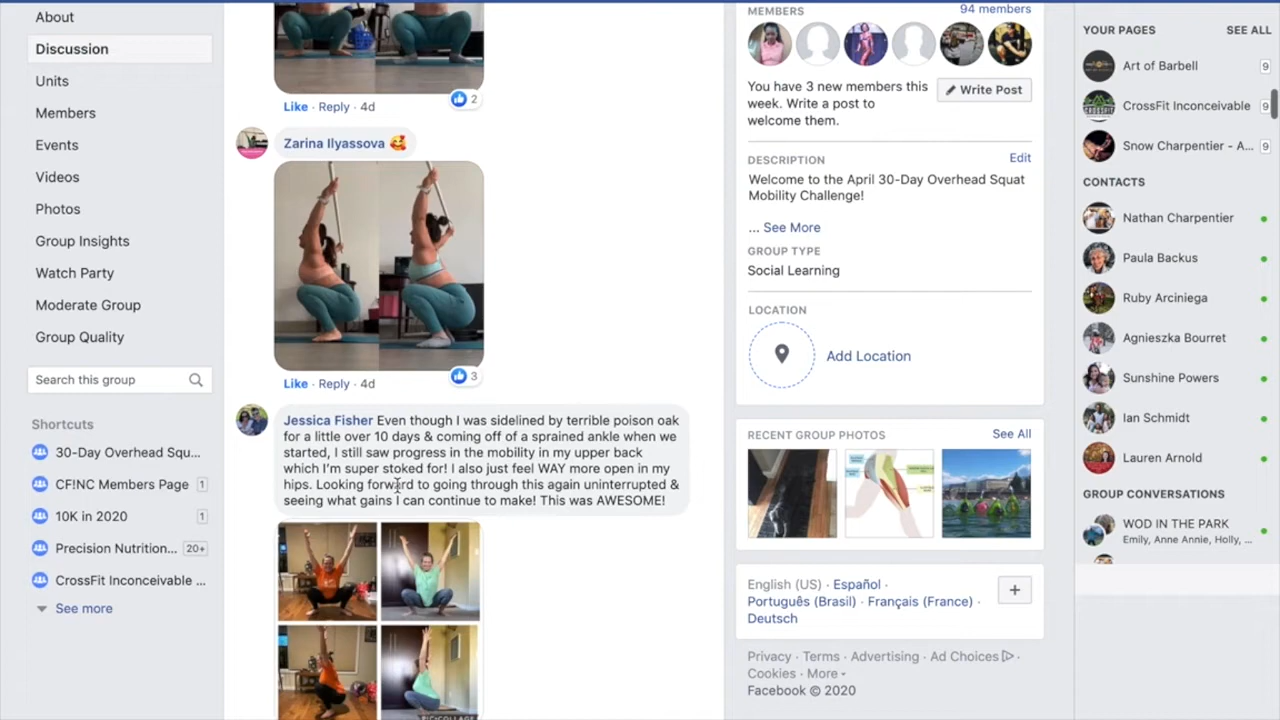 About
Discussion
Units
Members
Events
Videos
Photos
Group Insights
Watch Party
Moderate Group
Group Quality
Search this group
Shortcuts
30-Day Overhead Squ...
CF!NC Members Page 1
10K in 2020 1
Precision Nutrition... 20+
CrossFit Inconceivable ...
See more
Like · Reply · 4d
2
Zarina Ilyassova
Like · Reply · 4d
3
Jessica Fisher Even though I was sidelined by terrible poison oak
for a little over 10 days & coming off of a sprained ankle when we
started, I still saw progress in the mobility in my upper back
which I'm super stoked for! I also just feel WAY more open in my
hips. Looking forward to going through this again uninterrupted &
seeing what gains I can continue to make! This was AWESOME!
PIC•COLLAGE
MEMBERS 94 members
You have 3 new members this
week. Write a post to
welcome them.
Write Post
DESCRIPTION Edit
Welcome to the April 30-Day Overhead Squat
Mobility Challenge!
... See More
GROUP TYPE
Social Learning
LOCATION
Add Location
RECENT GROUP PHOTOS See All
English (US) · Español ·
Português (Brasil) · Français (France) ·
Deutsch
Privacy · Terms · Advertising · Ad Choices ·
Cookies · More
Facebook © 2020
YOUR PAGES SEE ALL
Art of Barbell 9
CrossFit Inconceivable 9
Snow Charpentier - A... 9
CONTACTS
Nathan Charpentier
Paula Backus
Ruby Arciniega
Agnieszka Bourret
Sunshine Powers
Ian Schmidt
Lauren Arnold
GROUP CONVERSATIONS
WOD IN THE PARK
Emily, Anne Annie, Holly, ...